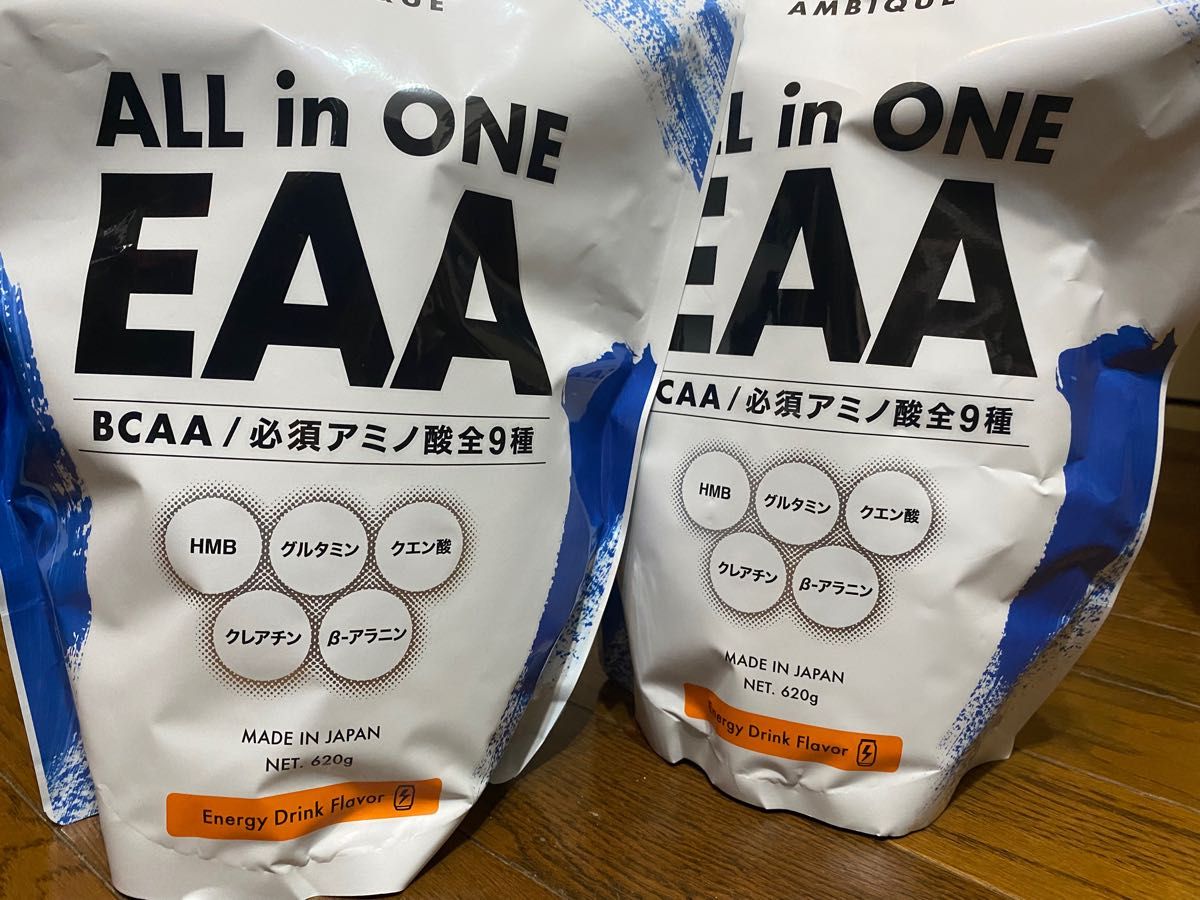 ALL in ONE
EAA
BCAA/必須アミノ酸全9種
HMB
グルタミン
クエン酸
クレアチン
β-アラニン
MADE IN JAPAN
NET. 620g
Energy Drink Flavor
AMBIQUE
in ONE
EAA
CAA/必須アミノ酸全9種
HMB
グルタミン
クエン酸
クレアチン
β-アラニン
MADE IN JAPAN
NET. 620g
Energy Drink Flavor